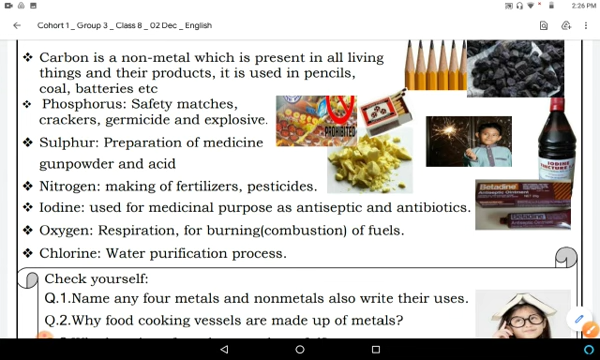 2:26 PM
Cohort 1 _ Group 3 _ Class 8 _ 02 Dec _ English
❖ Carbon is a non-metal which is present in all living
things and their products, it is used in pencils,
coal, batteries etc
❖ Phosphorus: Safety matches,
crackers, germicide and explosive.
PROHIBITED
❖ Sulphur: Preparation of medicine
gunpowder and acid
IODINE
TINCTURE
❖ Nitrogen: making of fertilizers, pesticides.
Betadine
Antiseptic Ointment
❖ Iodine: used for medicinal purpose as antiseptic and antibiotics.
❖ Oxygen: Respiration, for burning(combustion) of fuels.
❖ Chlorine: Water purification process.
Check yourself:
Q.1.Name any four metals and nonmetals also write their uses.
Q.2.Why food cooking vessels are made up of metals?